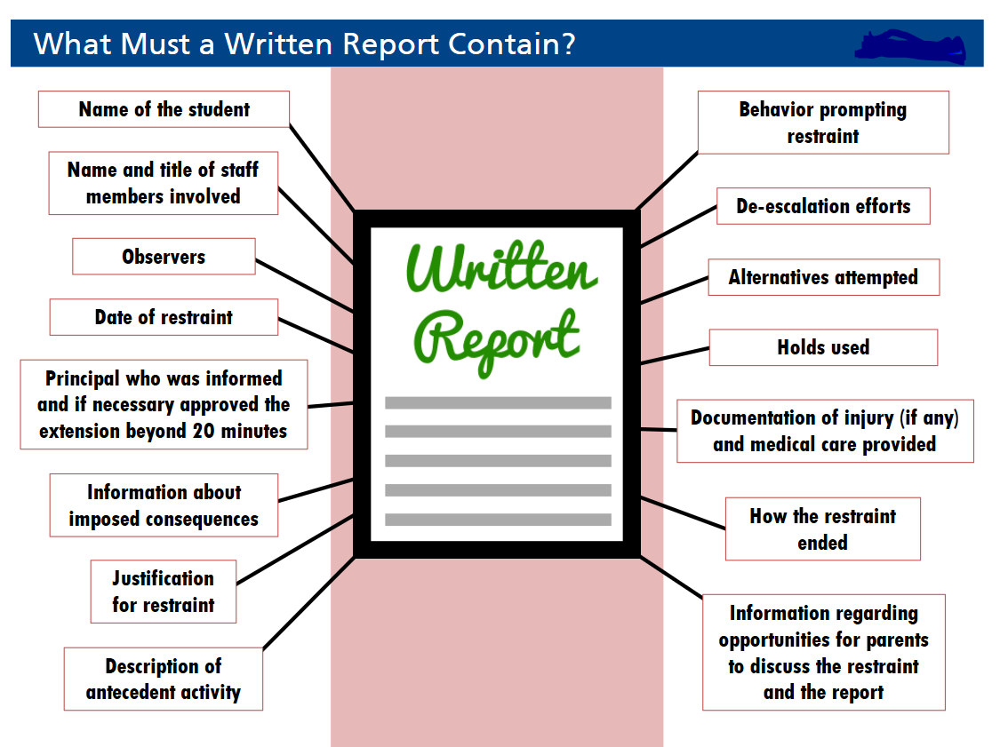 What Must a Written Report Contain?
Name of the student
Name and title of staff
members involved
Observers
Date of restraint
Principal who was informed
and if necessary approved the
extension beyond 20 minutes
Information about
imposed consequences
Justification
for restraint
Description of
antecedent activity
Written
Report
Behavior prompting
restraint
De-escalation efforts
Alternatives attempted
Holds used
Documentation of injury (if any)
and medical care provided
How the restraint
ended
Information regarding
opportunities for parents
to discuss the restraint
and the report